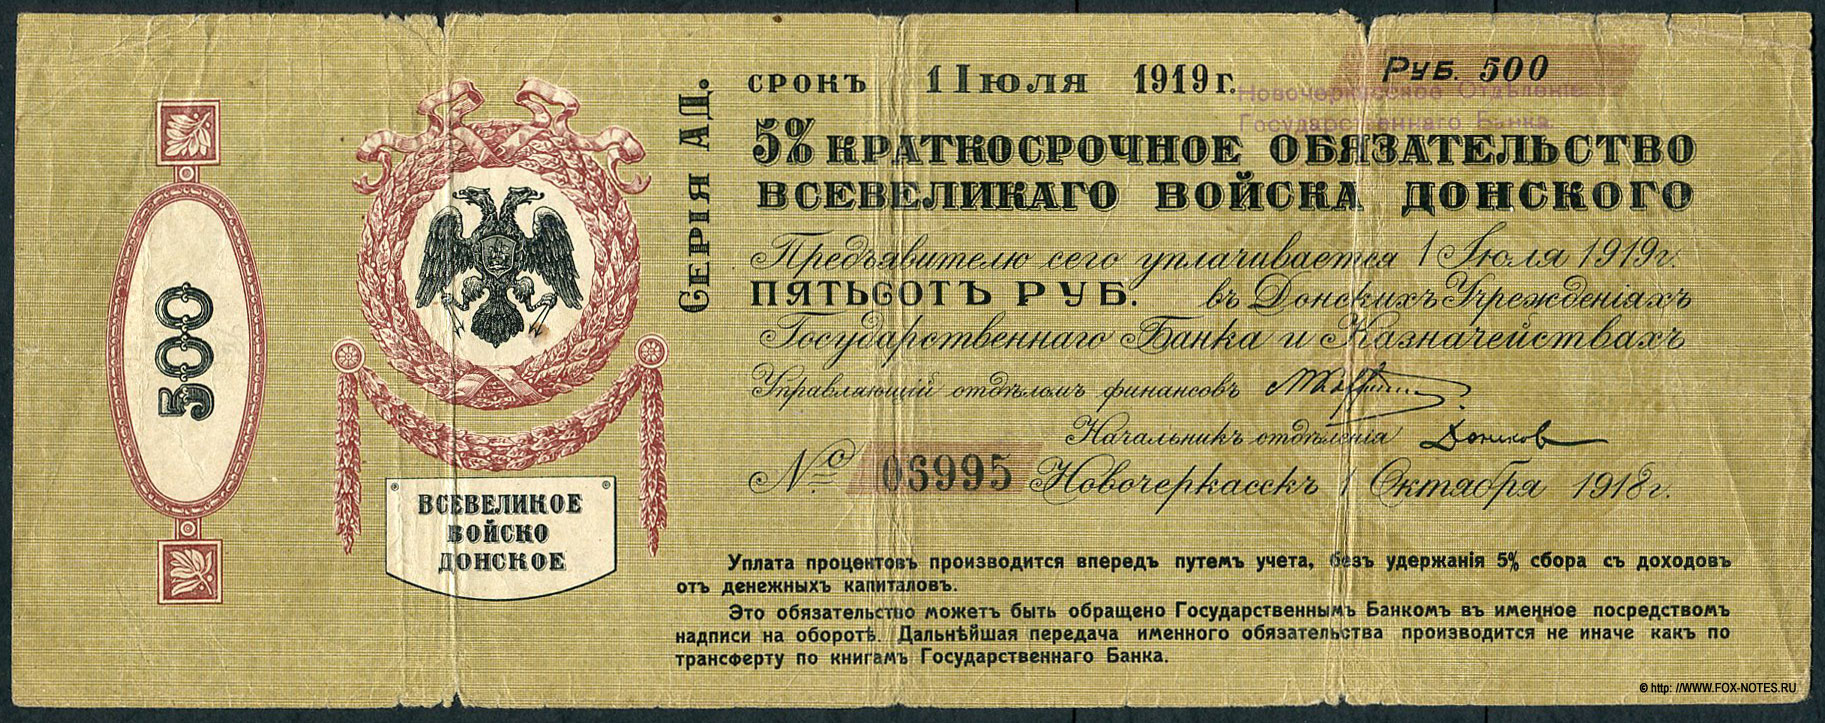 500
ВСЕВЕЛИКОЕ
ВОЙСКО
ДОНСКОЕ
СЕРІЯ АД.
СРОКЪ 1 ІЮЛЯ 1919 г. РУБ. 500
Новочеркасское Отдѣленіе
Государственнаго Банка.
5% КРАТКОСРОЧНОЕ ОБЯЗАТЕЛЬСТВО
ВСЕВЕЛИКАГО ВОЙСКА ДОНСКОГО
Предъявителю сего уплачивается 1 Іюля 1919 г.
ПЯТЬСОТЪ РУБ. въ Донскихъ Учрежденіяхъ
Государственнаго Банка и Казначействахъ
Управляющій отдѣломъ финансовъ
Начальникъ отдѣленія
№ 06995 Новочеркасскъ 1 Октября 1918 г.
Уплата процентовъ производится впередъ путем учета, безъ удержанія 5% сбора съ доходовъ
отъ денежныхъ капиталовъ.
Это обязательство можетъ быть обращено Государственнымъ Банкомъ въ именное посредствомъ
надписи на оборотѣ. Дальнѣйшая передача именного обязательства производится не иначе какъ по
трансферту по книгамъ Государственнаго Банка.
© http: //WWW.FOX-NOTES.RU